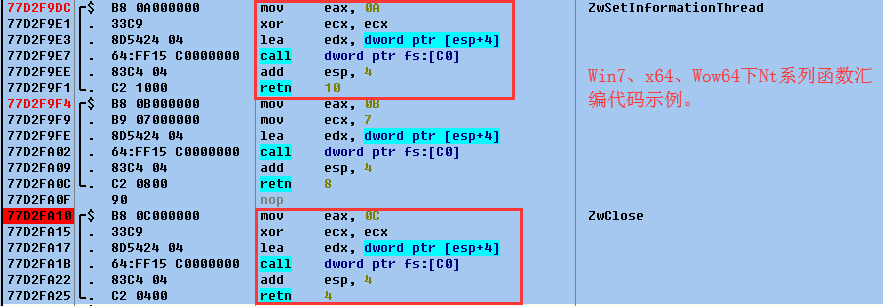 77D2F9DC $ B8 0A000000 mov eax, 0A ZwSetInformationThread
77D2F9E1 . 33C9 xor ecx, ecx
77D2F9E3 . 8D5424 04 lea edx, dword ptr [esp+4]
77D2F9E7 . 64:FF15 C0000000 call dword ptr fs:[C0]
77D2F9EE . 83C4 04 add esp, 4
77D2F9F1 . C2 1000 retn 10
77D2F9F4 $ B8 0B000000 mov eax, 0B
77D2F9F9 . B9 07000000 mov ecx, 7
77D2F9FE . 8D5424 04 lea edx, dword ptr [esp+4]
77D2FA02 . 64:FF15 C0000000 call dword ptr fs:[C0]
77D2FA09 . 83C4 04 add esp, 4
77D2FA0C . C2 0800 retn 8
77D2FA0F 90 nop
77D2FA10 $ B8 0C000000 mov eax, 0C ZwClose
77D2FA15 . 33C9 xor ecx, ecx
77D2FA17 . 8D5424 04 lea edx, dword ptr [esp+4]
77D2FA1B . 64:FF15 C0000000 call dword ptr fs:[C0]
77D2FA22 . 83C4 04 add esp, 4
77D2FA25 . C2 0400 retn 4
Win7、x64、Wow64下Nt系列函数汇
编代码示例。